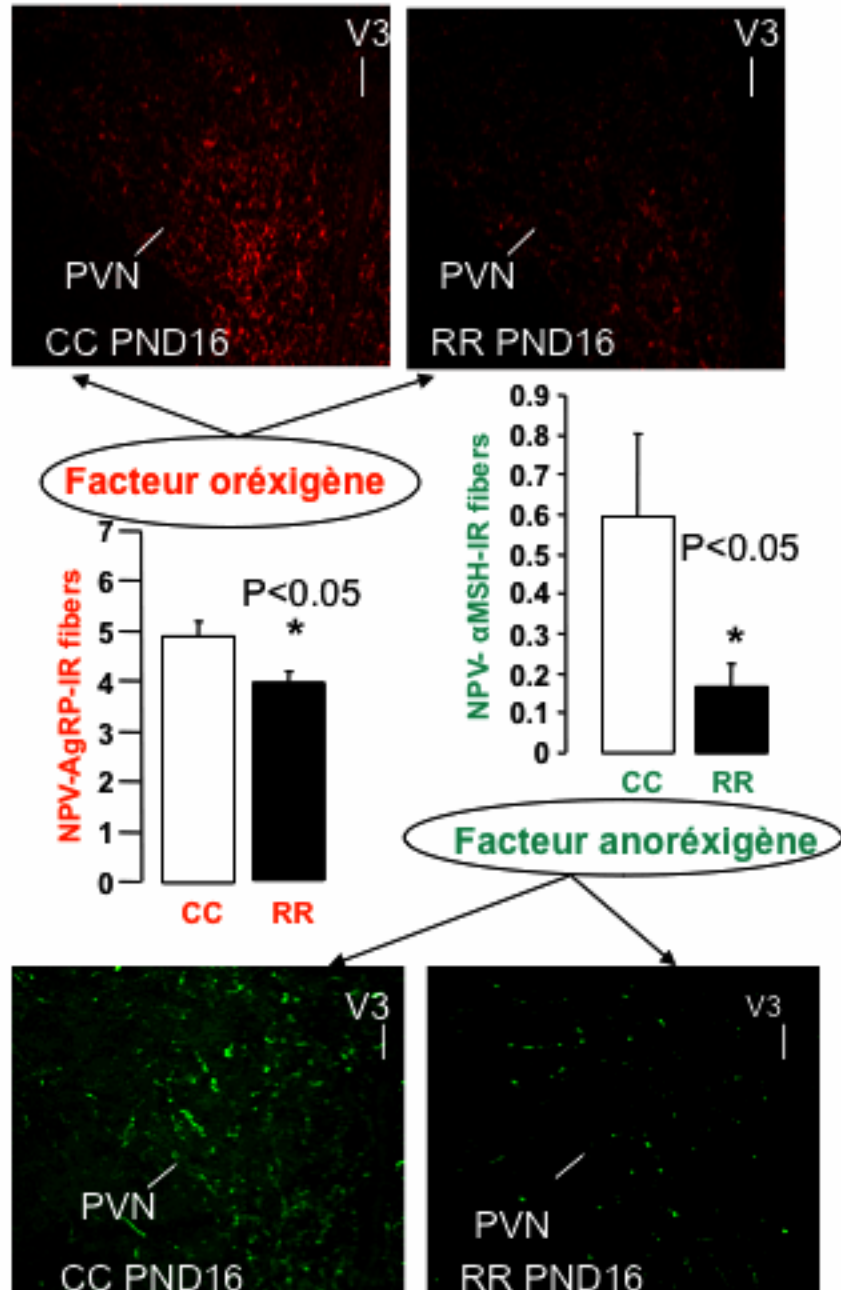 V3
PVN
CC PND16
V3
PVN
RR PND16
Facteur oréxigène
NPV-AgRP-IR fibers
7
6
5
4
3
2
1
0
P<0.05
*
CC RR
NPV- αMSH-IR fibers
0.9
0.8
0.7
0.6
0.5
0.4
0.3
0.2
0.1
0
P<0.05
*
CC RR
Facteur anoréxigène
V3
PVN
CC PND16
V3
PVN
RR PND16